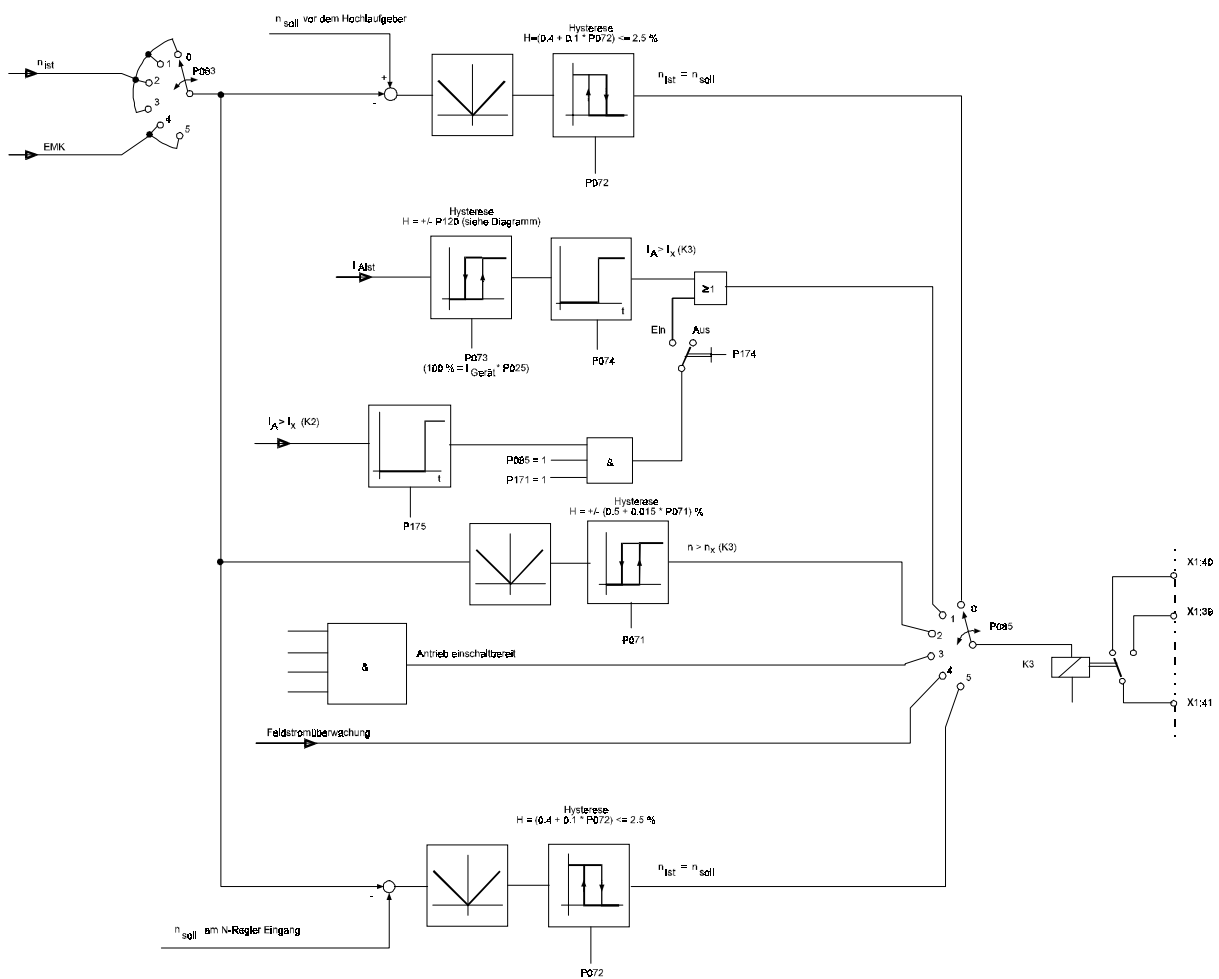 n soll vor dem Hochlaufgeber
Hysterese
H=(0.4 + 0.1 * P072) <= 2.5 %
n ist
0
1
2
3
4
5
P083
EMK
+
-
n ist = n soll
P072
Hysterese
H = +/- P120 (siehe Diagramm)
I AIst
t
I A > I x (K3)
≥1
Ein
Aus
P174
P073
(100 % = I Gerät * P025)
P074
I A > I x (K2)
t
P085 = 1
P171 = 1
&
P175
Hysterese
H = +/- (0.5 + 0.015 * P071) %
n > n x (K3)
P071
&
Antrieb einschaltbereit
0
1
2
3
4
5
P085
K3
X1:40
X1:39
X1:41
Feldstromüberwachung
Hysterese
H = (0.4 + 0.1 * P072) <= 2.5 %
-
n ist = n soll
n soll am N-Regler Eingang
P072